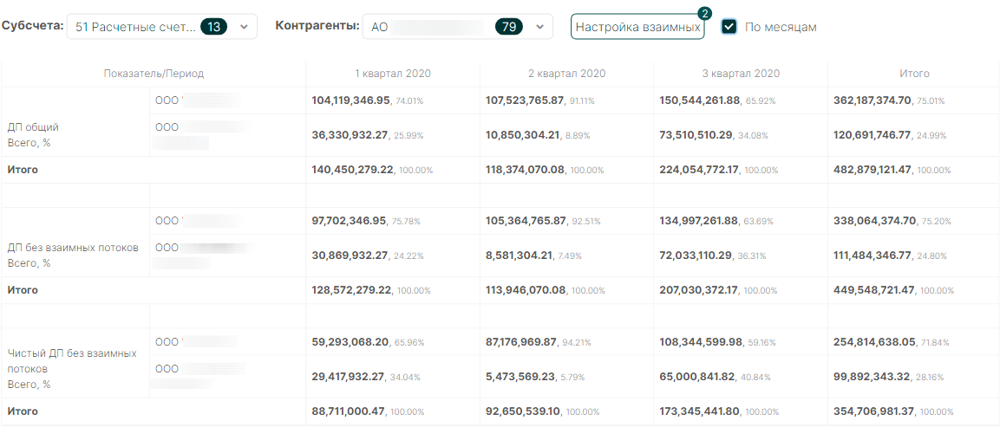 Субсчета: 51 Расчетные счет... 13 Контрагенты: АО 79 Настройка взаимных 2 По месяцам
Показатель/Период 1 квартал 2020 2 квартал 2020 3 квартал 2020 Итого
ООО 104,119,346.95, 74.01% 107,523,765.87, 91.11% 150,544,261.88, 65.92% 362,187,374.70, 75.01%
ДП общий
Всего, %
ООО 36,330,932.27, 25.99% 10,850,304.21, 8.89% 73,510,510.29, 34.08% 120,691,746.77, 24.99%
Итого 140,450,279.22, 100.00% 118,374,070.08, 100.00% 224,054,772.17, 100.00% 482,879,121.47, 100.00%
ООО 97,702,346.95, 75.78% 105,364,765.87, 92.51% 134,997,261.88, 63.69% 338,064,374.70, 75.20%
ДП без взаимных потоков
Всего, %
ООО 30,869,932.27, 24.22% 8,581,304.21, 7.49% 72,033,110.29, 36.31% 111,484,346.77, 24.80%
Итого 128,572,279.22, 100.00% 113,946,070.08, 100.00% 207,030,372.17, 100.00% 449,548,721.47, 100.00%
ООО 59,293,068.20, 65.96% 87,176,969.87, 94.21% 108,344,599.98, 59.16% 254,814,638.05, 71.84%
Чистый ДП без взаимных
потоков
Всего, %
ООО 29,417,932.27, 34.04% 5,473,569.23, 5.79% 65,000,841.82, 40.84% 99,892,343.32, 28.16%
Итого 88,711,000.47, 100.00% 92,650,539.10, 100.00% 173,345,441.80, 100.00% 354,706,981.37, 100.00%